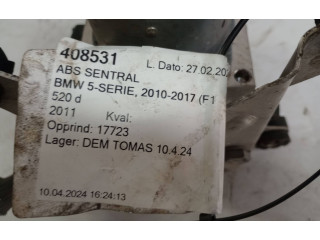 408531 L. Dato: 27.02.202
ABS SENTRAL
BMW 5-SERIE, 2010-2017 (F1
520 d
2011 Kval:
Opprind: 17723
Lager: DEM TOMAS 10.4.24
10.04.2024 16:24:13